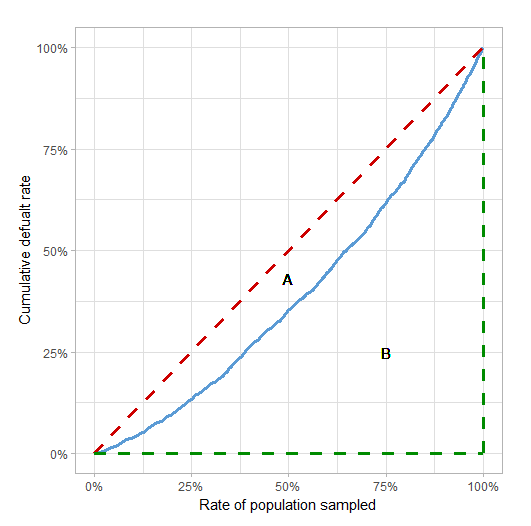 100%
75%
50%
25%
0%
Cumulative defualt rate
A
B
0% 25% 50% 75% 100%
Rate of population sampled